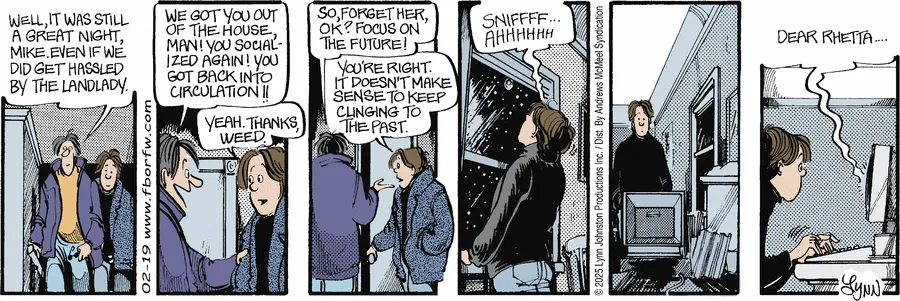 WELL, IT WAS STILL
A GREAT NIGHT,
MIKE. EVEN IF WE
DID GET HASSLED
BY THE LANDLADY.
02-19 www.fborfw.com
WE GOT YOU OUT
OF THE HOUSE,
MAN! YOU SOCIAL-
IZED AGAIN! YOU
GOT BACK INTO
CIRCULATION!!
YEAH. THANKS,
WEED.
SO, FORGET HER,
OK? FOCUS ON
THE FUTURE!
YOU'RE RIGHT.
IT DOESN'T MAKE
SENSE TO KEEP
CLINGING TO
THE PAST.
SNIFFFF...
AHHHHHH
© 2025 Lynn Johnston Productions Inc. / Dist. By Andrews McMeel Syndication
DEAR RHETTA....
LYNN